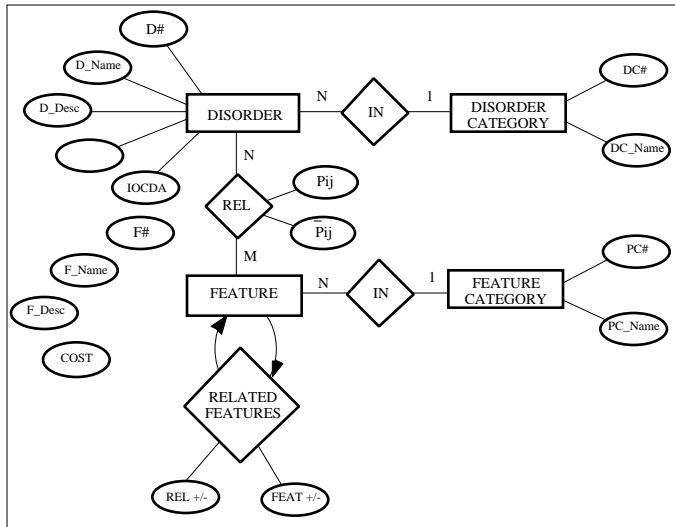 D#
D_Name
D_Desc
IOCDA
DISORDER
N
IN
1
DISORDER
CATEGORY
DC#
DC_Name
N
REL
Pij
P̅ij
M
F#
F_Name
F_Desc
COST
FEATURE
N
IN
1
FEATURE
CATEGORY
PC#
PC_Name
RELATED
FEATURES
REL +/-
FEAT +/-